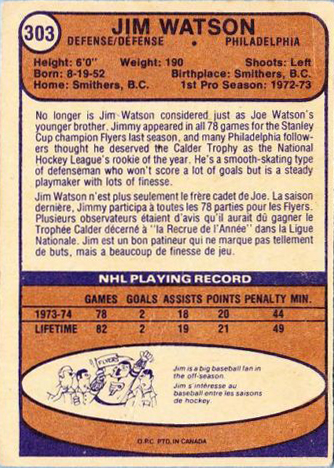 303
JIM WATSON
DEFENSE/DÉFENSE • PHILADELPHIA
Height: 6'0" Weight: 190 Shoots: Left
Born: 8-19-52 Birthplace: Smithers, B.C.
Home: Smithers, B.C. 1st Pro Season: 1972-73
No longer is Jim Watson considered just as Joe Watson's
younger brother. Jimmy appeared in all 78 games for the Stanley
Cup champion Flyers last season, and many Philadelphia follow-
ers thought he deserved the Calder Trophy as the National
Hockey League's rookie of the year. He's a smooth-skating type
of defenseman who won't score a lot of goals but is a steady
playmaker with lots of finesse.
Jim Watson n'est plus seulement le frère cadet de Joe. La saison
dernière, Jimmy participa à toutes les 78 parties pour les Flyers.
Plusieurs observateurs étaient d'avis qu'il aurait dû gagner le
Trophée Calder décerné à "la Recrue de l'Année" dans la Ligue
Nationale. Jim est un bon patineur qui ne marque pas tellement
de buts, mais a beaucoup de finesse de jeu.
NHL PLAYING RECORD
GAMES GOALS ASSISTS POINTS PENALTY MIN.
1973-74 78 2 18 20 44
LIFETIME 82 2 19 21 49
FLYERS
Jim is a big baseball fan in
the off-season.
Jim s'intéresse au
baseball entre les saisons
de hockey.
O.P.C. PTD. IN CANADA